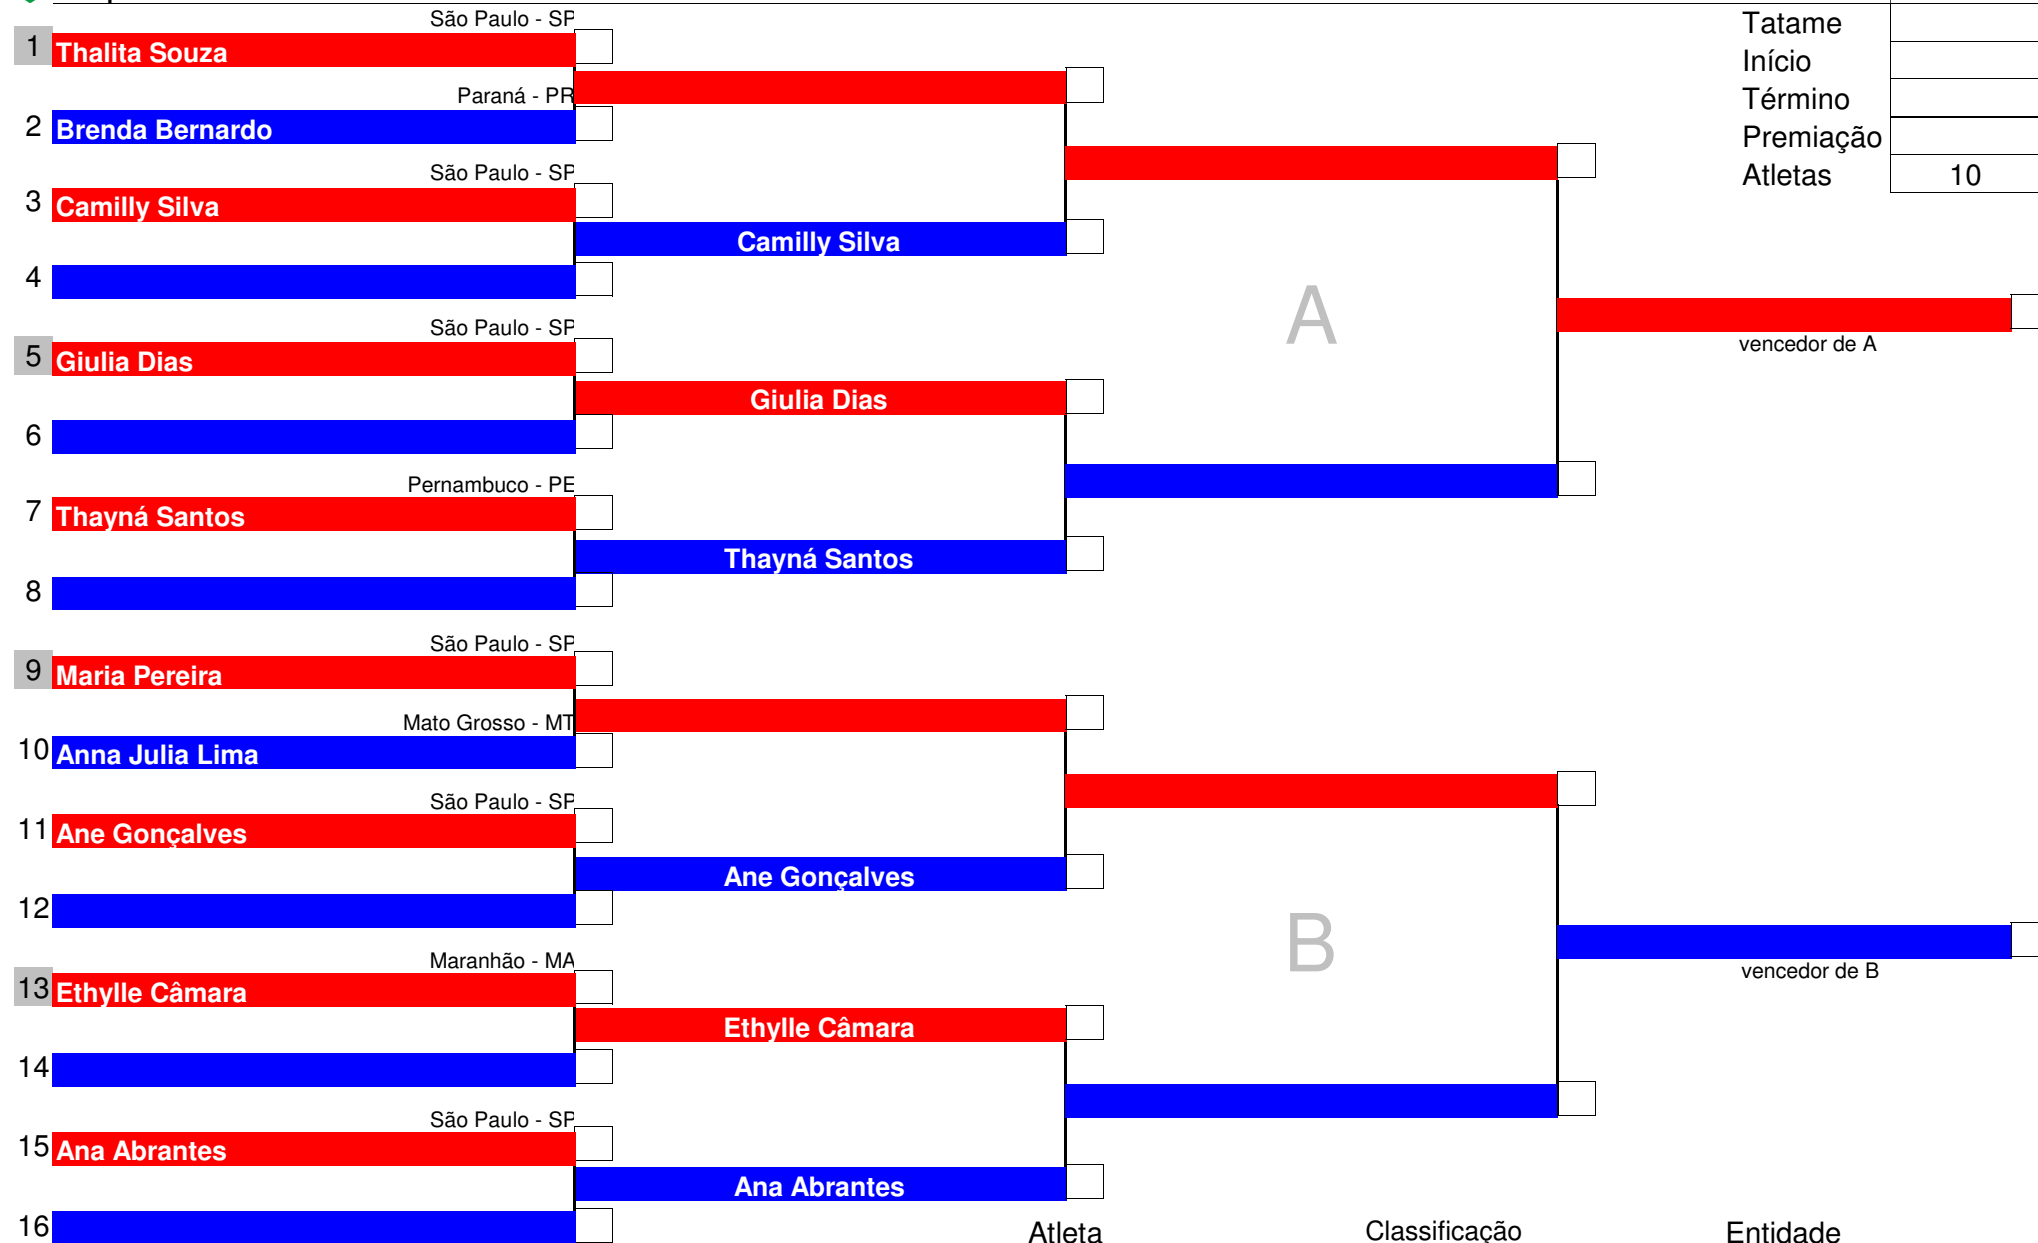 São Paulo - SP
1 Thalita Souza
Paraná - PR
2 Brenda Bernardo
São Paulo - SP
3 Camilly Silva
Camilly Silva
4
São Paulo - SP
5 Giulia Dias
Giulia Dias
6
Pernambuco - PE
7 Thayná Santos
Thayná Santos
8
São Paulo - SP
9 Maria Pereira
Mato Grosso - MT
10 Anna Julia Lima
São Paulo - SP
11 Ane Gonçalves
Ane Gonçalves
12
Maranhão - MA
13 Ethylle Câmara
Ethylle Câmara
14
São Paulo - SP
15 Ana Abrantes
Ana Abrantes
16
A
B
vencedor de A
vencedor de B
Tatame
Início
Término
Premiação
Atletas 10
Atleta Classificação Entidade